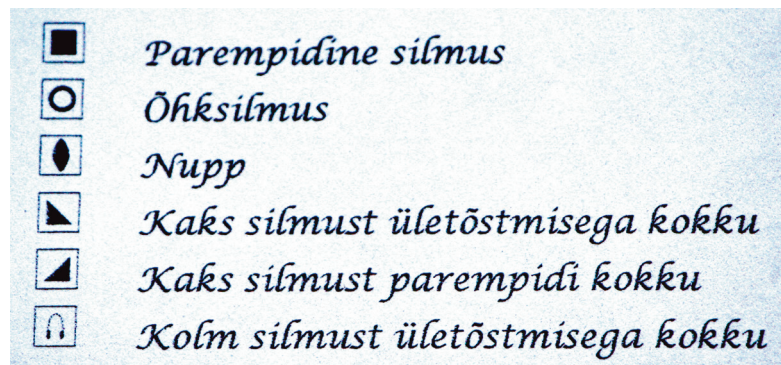 Parempidine silmus
Õhksilmus
Nupp
Kaks silmust ületõstmisega kokku
Kaks silmust parempidi kokku
Kolm silmust ületõstmisega kokku